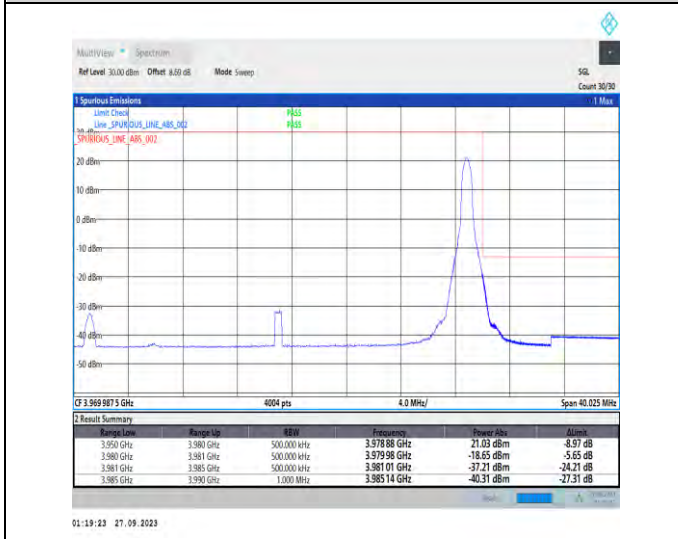 MultiView Spectrum
Ref Level 30.00 dBm Offset 8.69 dB Mode Sweep SGL
Count 30/30
1 Spurious Emissions 1 Max
Limit Check PASS
Line _SPURIOUS_LINE_ABS_002 PASS
_SPURIOUS_LINE_ABS_002
20 dBm
10 dBm
0 dBm
-10 dBm
-20 dBm
-30 dBm
-40 dBm
-50 dBm
CF 3.969 987 5 GHz 4004 pts 4.0 MHz/ Span 40.025 MHz
2 Result Summary
Range Low Range Up RBW Frequency Power Abs ΔLimit
3.950 GHz 3.980 GHz 500.000 kHz 3.978 88 GHz 21.03 dBm -8.97 dB
3.980 GHz 3.981 GHz 500.000 kHz 3.979 98 GHz -18.65 dBm -5.65 dB
3.981 GHz 3.985 GHz 500.000 kHz 3.981 01 GHz -37.21 dBm -24.21 dB
3.985 GHz 3.990 GHz 1.000 MHz 3.985 14 GHz -40.31 dBm -27.31 dB
01:19:23 27.09.2023